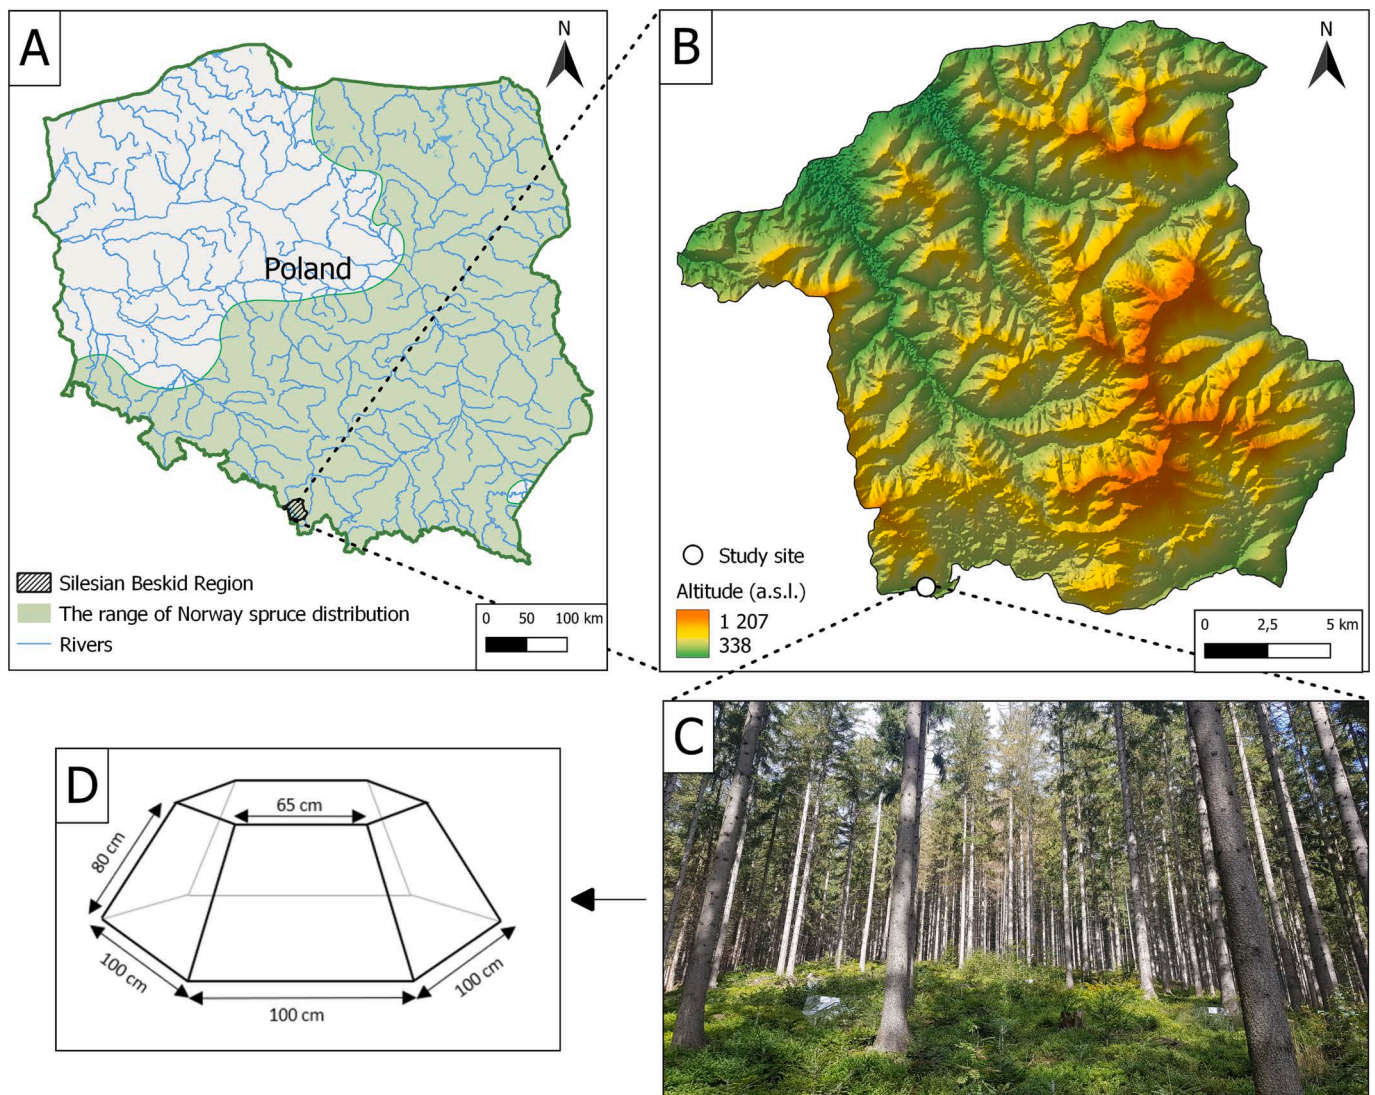 A
N
Poland
Silesian Beskid Region
The range of Norway spruce distribution
Rivers
0 50 100 km
B
N
Study site
Altitude (a.s.l.)
1 207
338
0 2,5 5 km
C
D
65 cm
80 cm
100 cm
100 cm
100 cm